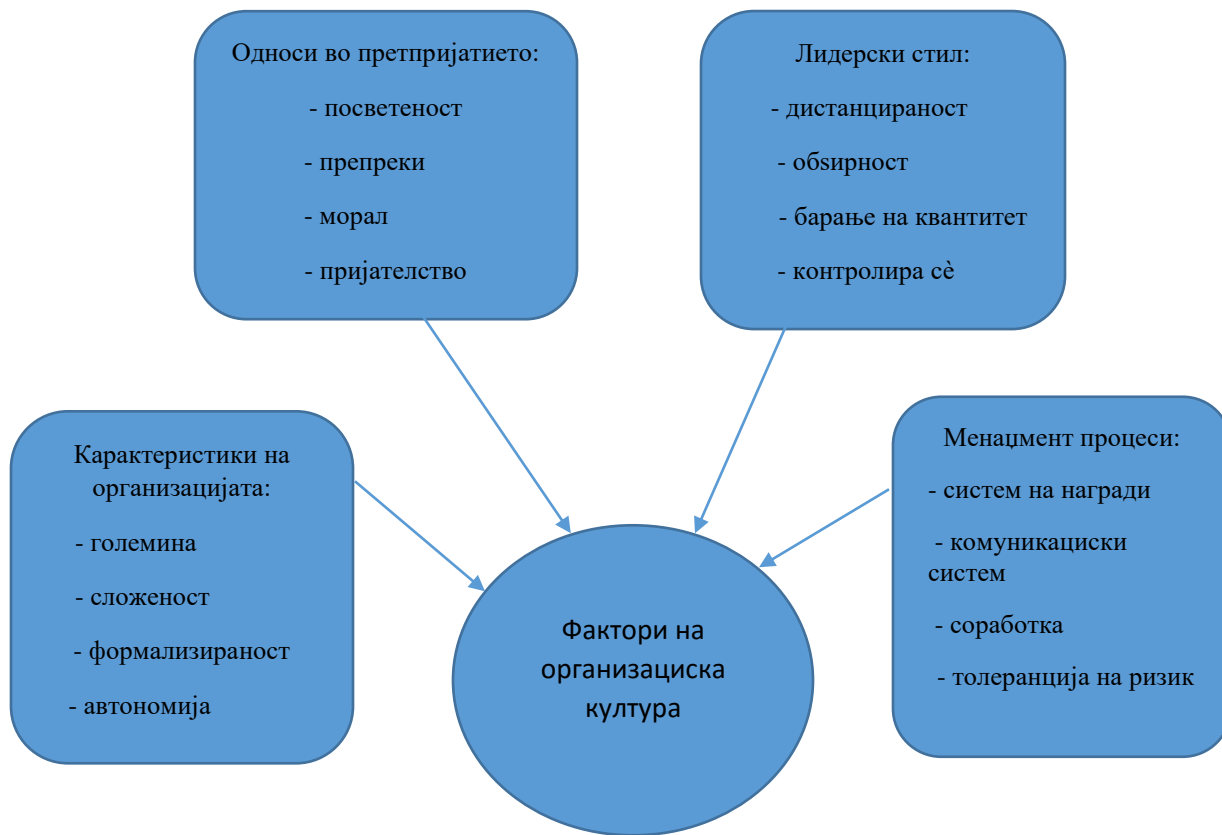 Односи во претпријатието:
- посветеност
- препреки
- морал
- пријателство
Лидерски стил:
- дистанцираност
- обѕирност
- барање на квантитет
- контролира сѐ
Карактеристики на
организацијата:
- големина
- сложеност
- формализираност
- автономија
Менаџмент процеси:
- систем на награди
- комуникациски
систем
- соработка
- толеранција на ризик
Фактори на
организациска
култура